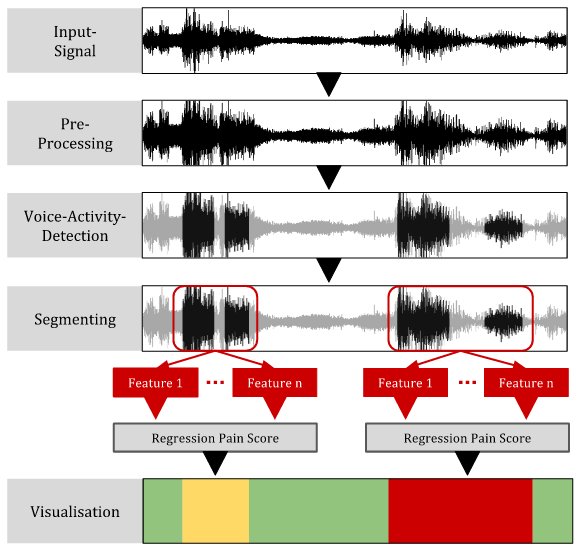 Input-
Signal
Pre-
Processing
Voice-Activity-
Detection
Segmenting
Feature 1 ... Feature n Feature 1 ... Feature n
Regression Pain Score Regression Pain Score
Visualisation